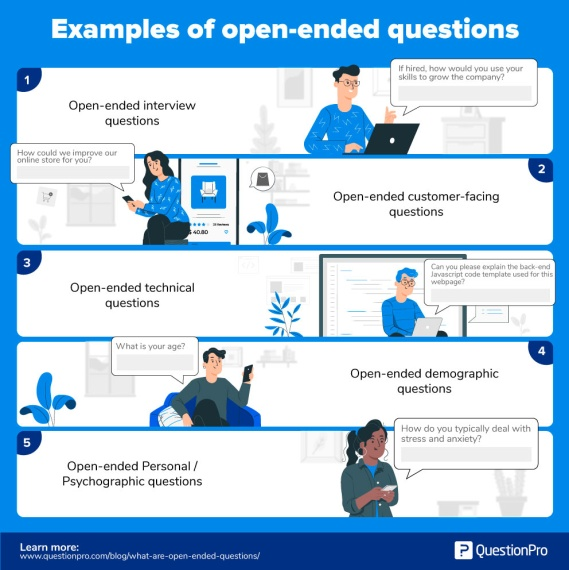 Examples of open-ended questions
1
Open-ended interview
questions
If hired, how would you use your
skills to grow the company?
2
How could we improve our
online store for you?
Open-ended customer-facing
questions
3
Open-ended technical
questions
Can you please explain the back-end
Javascript code template used for this
webpage?
4
What is your age?
Open-ended demographic
questions
5
Open-ended Personal /
Psychographic questions
How do you typically deal with
stress and anxiety?
Learn more:
www.questionpro.com/blog/what-are-open-ended-questions/
QuestionPro